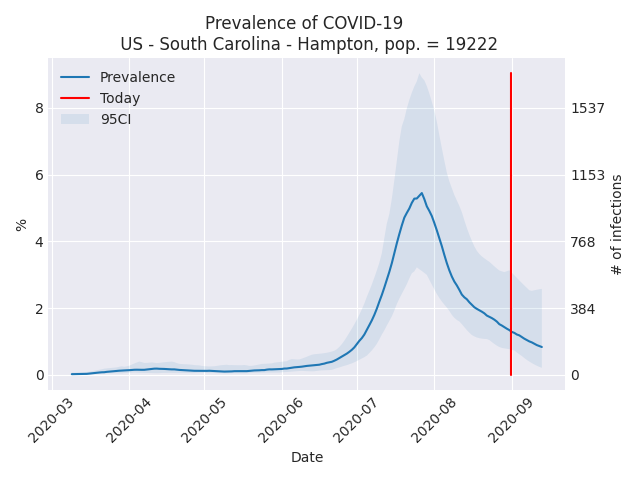 Prevalence of COVID-19
US - South Carolina - Hampton, pop. = 19222
Prevalence
Today
95CI
8
6
4
2
0
%
1537
1153
768
384
0
# of infections
2020-03
2020-04
2020-05
2020-06
2020-07
2020-08
2020-09
Date